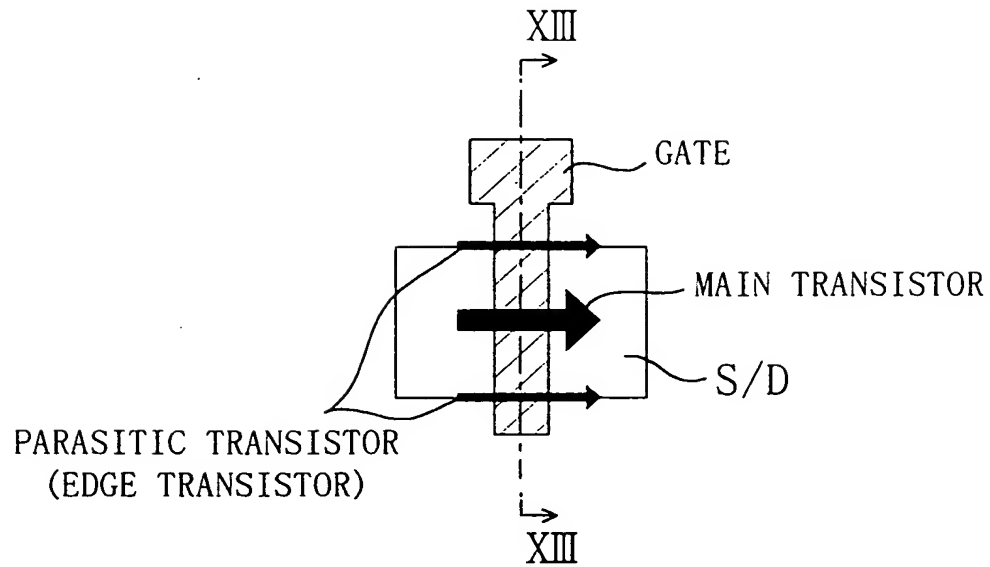 XIII
GATE
MAIN TRANSISTOR
S/D
PARASITIC TRANSISTOR
(EDGE TRANSISTOR)
XIII